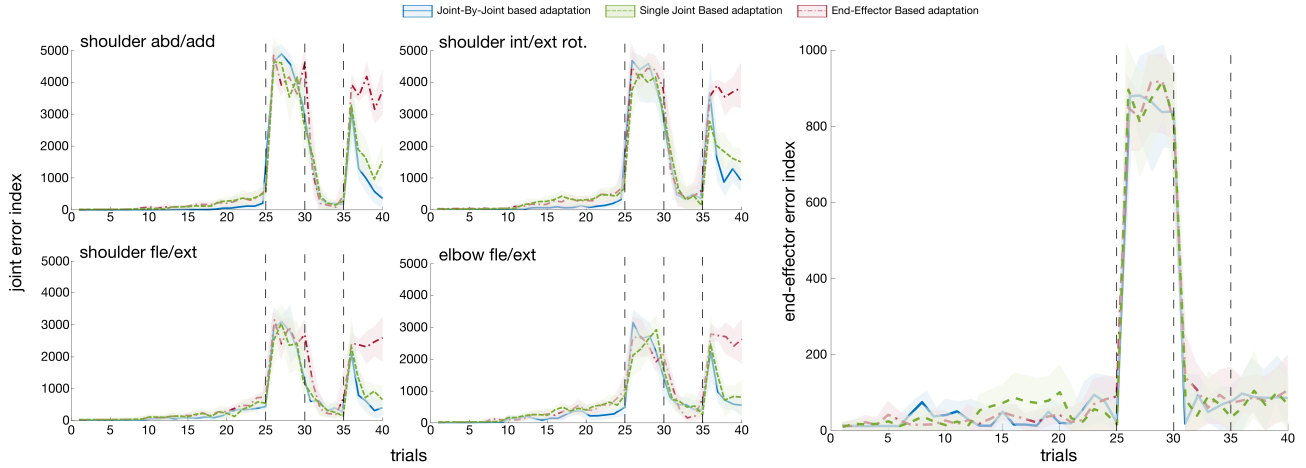 Joint-By-Joint based adaptation Single Joint Based adaptation End-Effector Based adaptation
shoulder abd/add
5000
4000
3000
2000
1000
0
0 5 10 15 20 25 30 35 40
shoulder int/ext rot.
5000
4000
3000
2000
1000
0
0 5 10 15 20 25 30 35 40
shoulder fle/ext
5000
4000
3000
2000
1000
0
0 5 10 15 20 25 30 35 40
elbow fle/ext
5000
4000
3000
2000
1000
0
0 5 10 15 20 25 30 35 40
joint error index
trials
end-effector error index
1000
800
600
400
200
0
0 5 10 15 20 25 30 35 40
trials